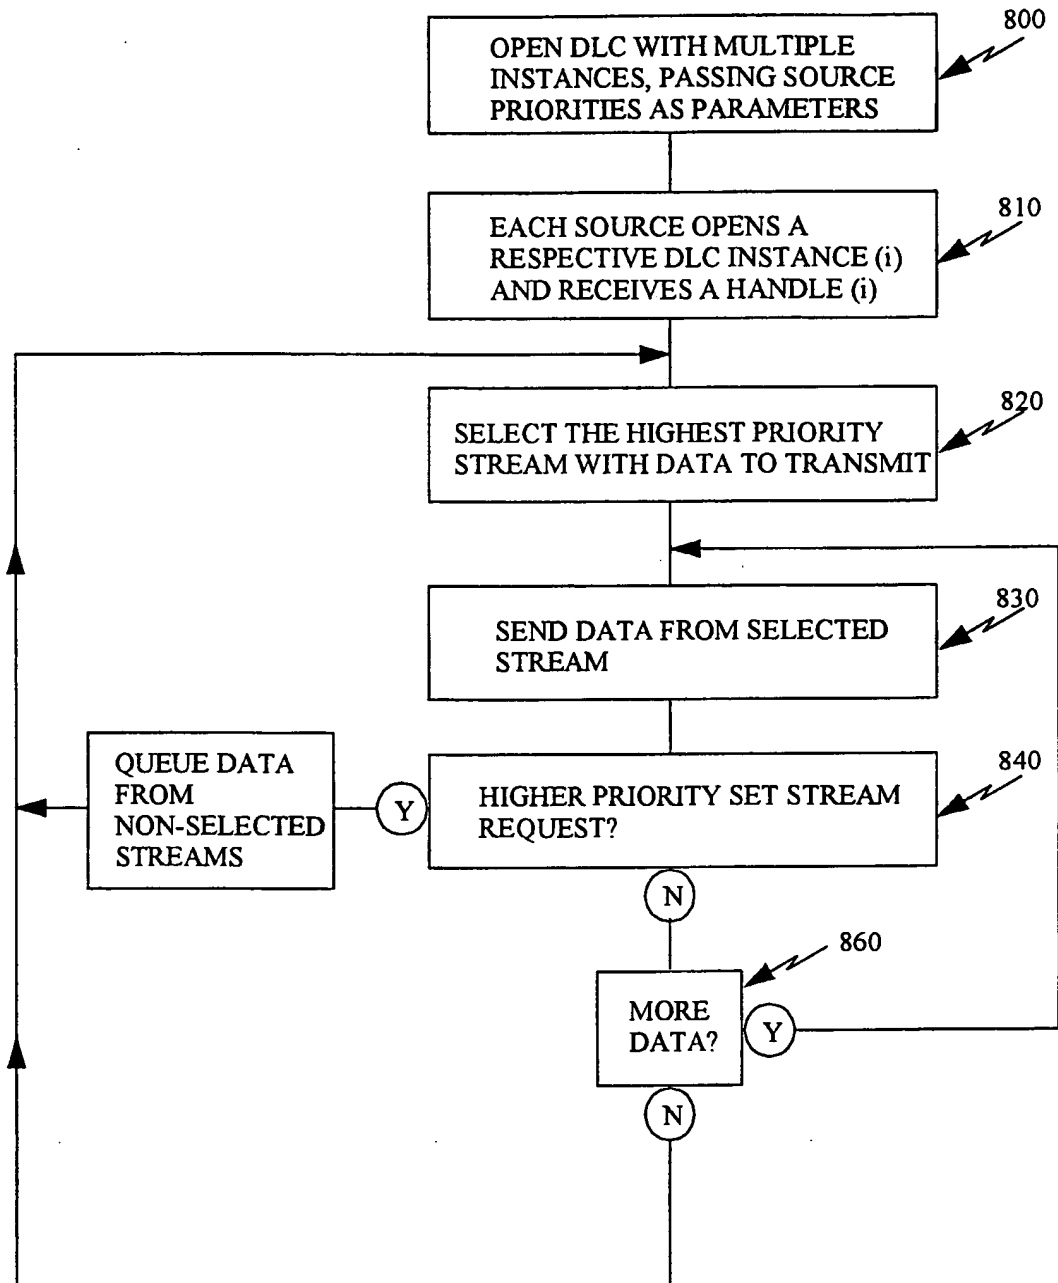 800
OPEN DLC WITH MULTIPLE
INSTANCES, PASSING SOURCE
PRIORITIES AS PARAMETERS
810
EACH SOURCE OPENS A
RESPECTIVE DLC INSTANCE (i)
AND RECEIVES A HANDLE (i)
820
SELECT THE HIGHEST PRIORITY
STREAM WITH DATA TO TRANSMIT
830
SEND DATA FROM SELECTED
STREAM
840
HIGHER PRIORITY SET STREAM
REQUEST?
Y
QUEUE DATA
FROM
NON-SELECTED
STREAMS
N
860
MORE
DATA?
Y
N